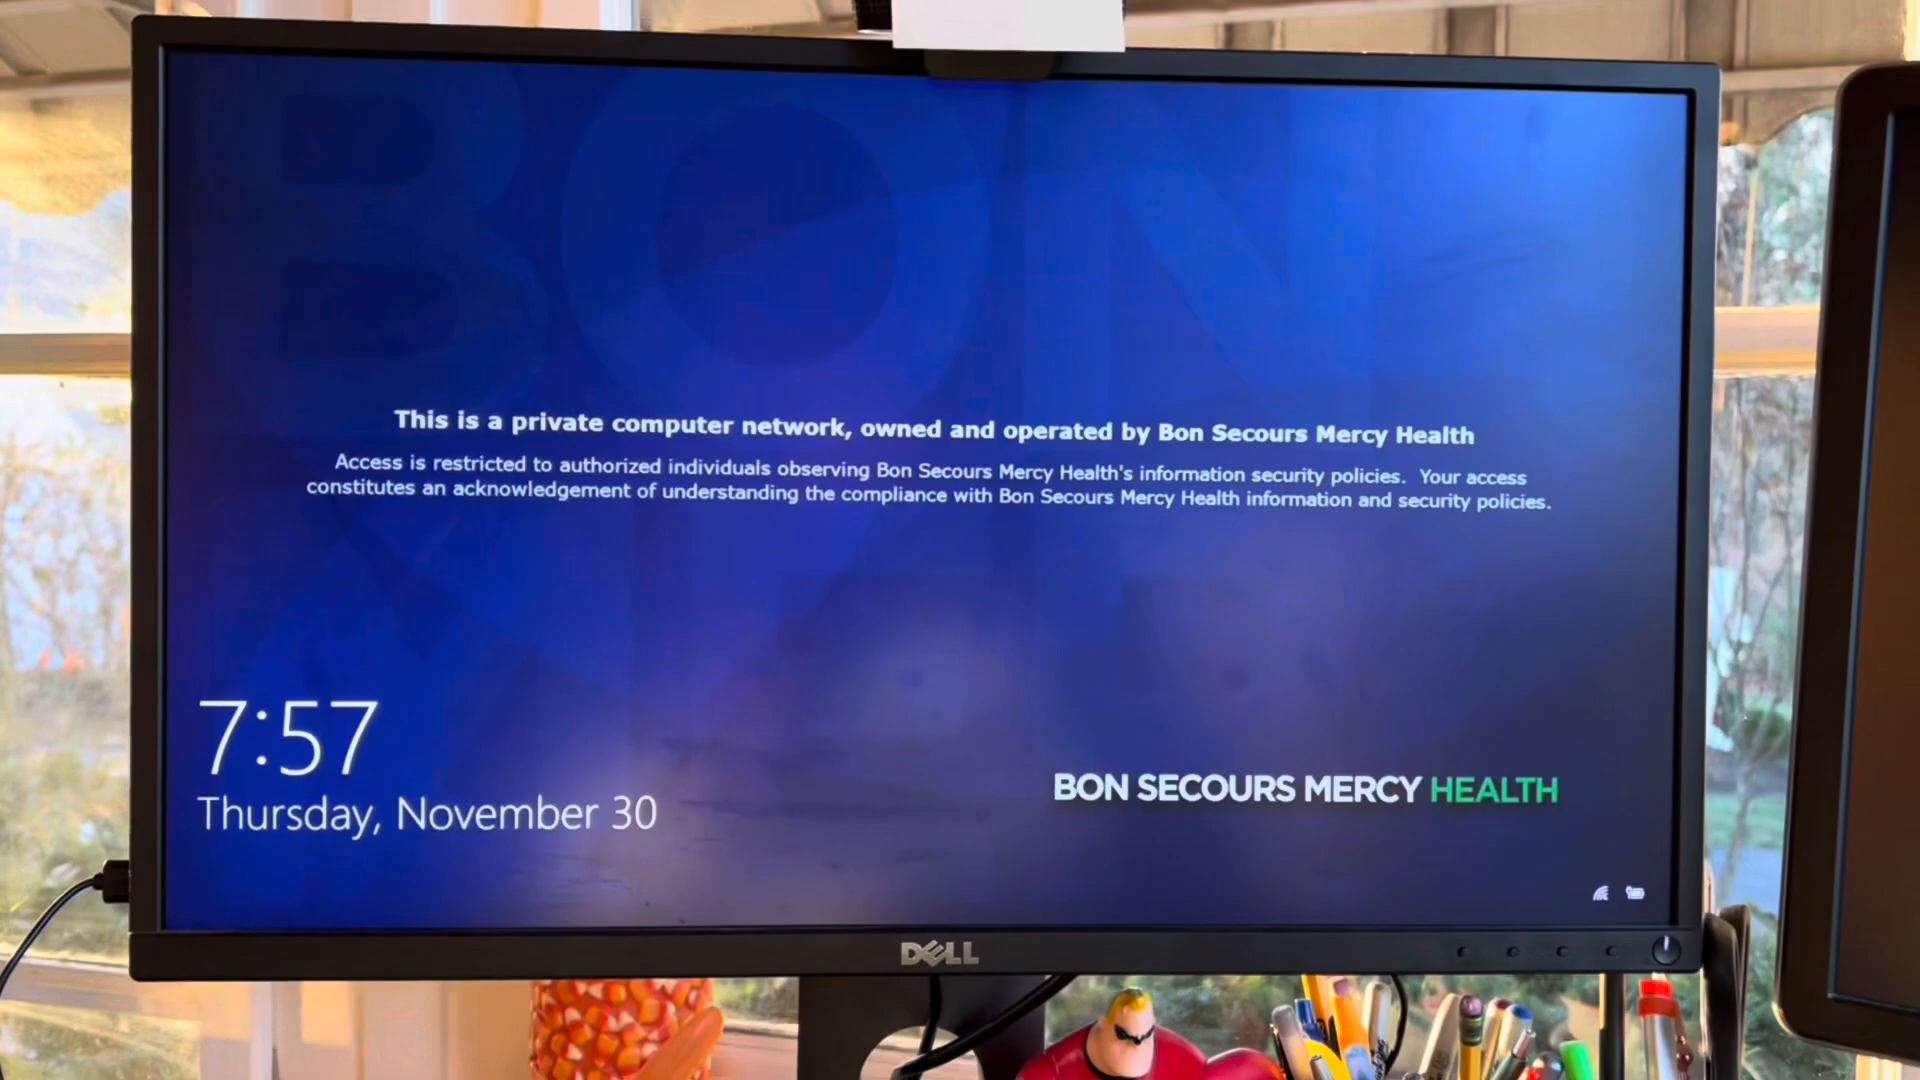 BON
This is a private computer network, owned and operated by Bon Secours Mercy Health
Access is restricted to authorized individuals observing Bon Secours Mercy Health's information security policies.  Your access
constitutes an acknowledgement of understanding the compliance with Bon Secours Mercy Health information and security policies.
7:57
Thursday, November 30
BON SECOURS MERCY HEALTH
DELL